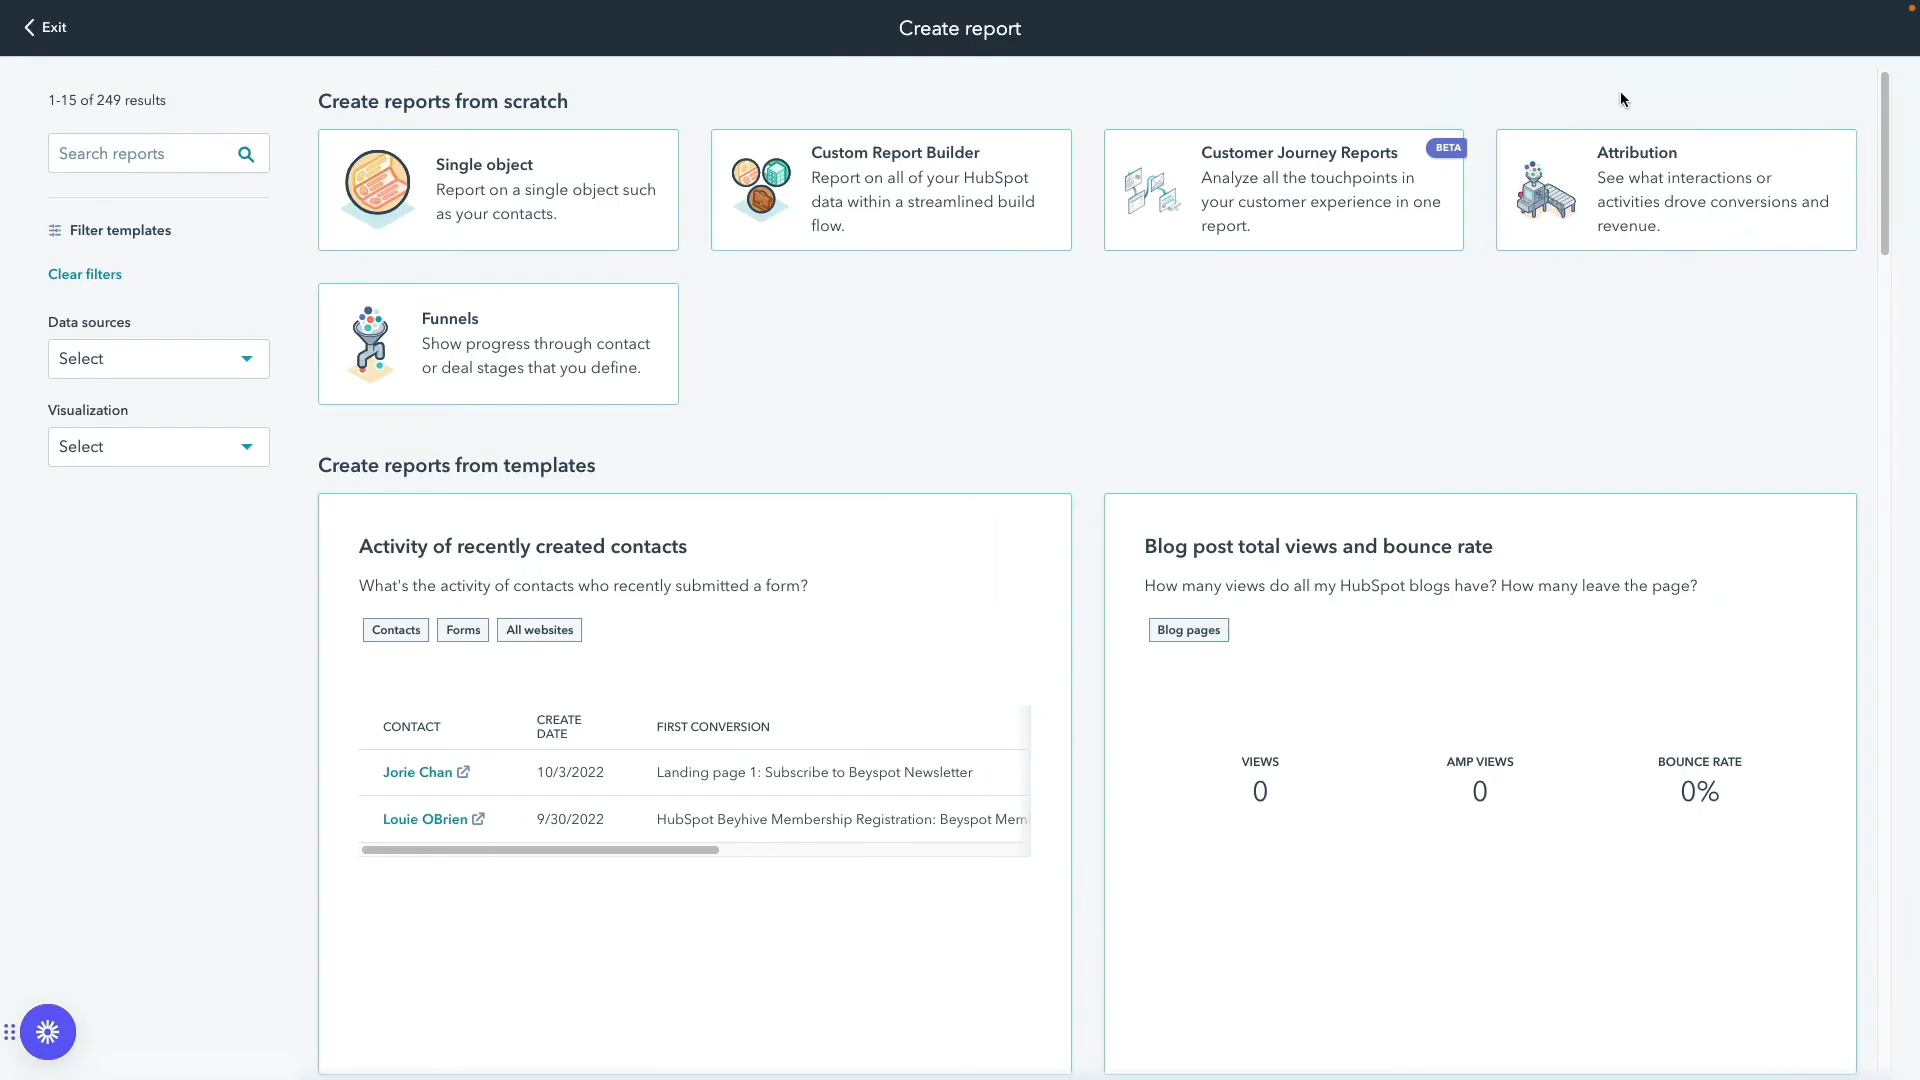 Exit
Create report
1-15 of 249 results
Search reports
Filter templates
Clear filters
Data sources
Select
Visualization
Select
Create reports from scratch
Single object
Report on a single object such
as your contacts.
Custom Report Builder
Report on all of your HubSpot
data within a streamlined build
flow.
Customer Journey Reports
BETA
Analyze all the touchpoints in
your customer experience in one
report.
Attribution
See what interactions or
activities drove conversions and
revenue.
Funnels
Show progress through contact
or deal stages that you define.
Create reports from templates
Activity of recently created contacts
What's the activity of contacts who recently submitted a form?
Contacts Forms All websites
CONTACT CREATE DATE FIRST CONVERSION
Jorie Chan 10/3/2022 Landing page 1: Subscribe to Beyspot Newsletter
Louie OBrien 9/30/2022 HubSpot Beyhive Membership Registration: Beyspot Mem
Blog post total views and bounce rate
How many views do all my HubSpot blogs have? How many leave the page?
Blog pages
VIEWS AMP VIEWS BOUNCE RATE
0 0 0%